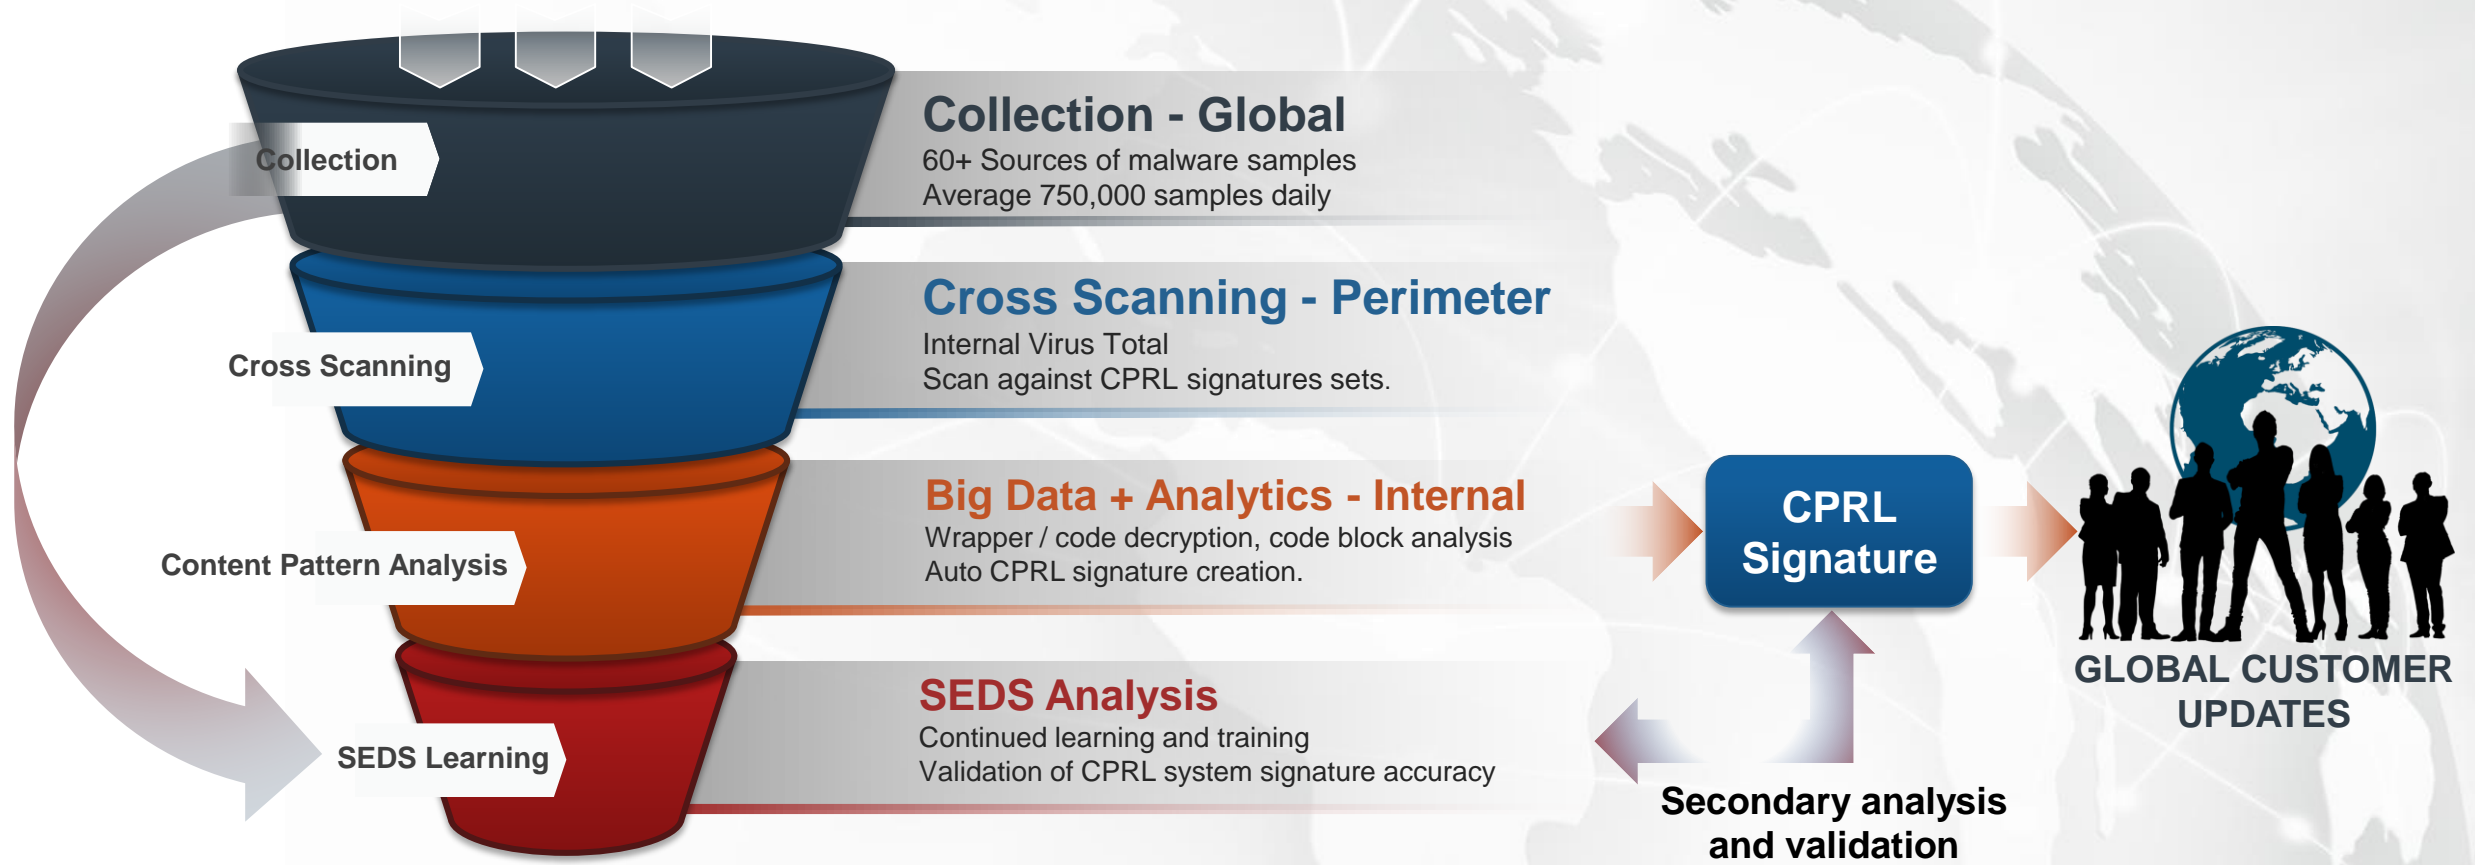 Collection
Collection - Global
60+ Sources of malware samples
Average 750,000 samples daily
Cross Scanning
Cross Scanning - Perimeter
Internal Virus Total
Scan against CPRL signatures sets.
Content Pattern Analysis
Big Data + Analytics - Internal
Wrapper / code decryption, code block analysis
Auto CPRL signature creation.
SEDS Learning
SEDS Analysis
Continued learning and training
Validation of CPRL system signature accuracy
CPRL
Signature
Secondary analysis
and validation
GLOBAL CUSTOMER
UPDATES